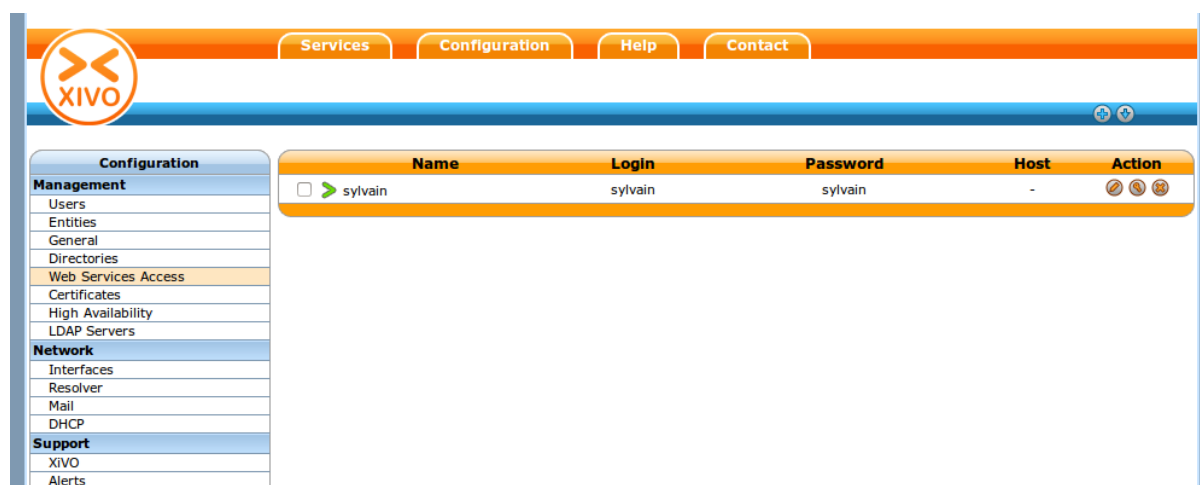 Services Configuration Help Contact
XIVO
Configuration
Name Login Password Host Action
Management
sylvain sylvain sylvain -
Users
Entities
General
Directories
Web Services Access
Certificates
High Availability
LDAP Servers
Network
Interfaces
Resolver
Mail
DHCP
Support
XiVO
Alerts